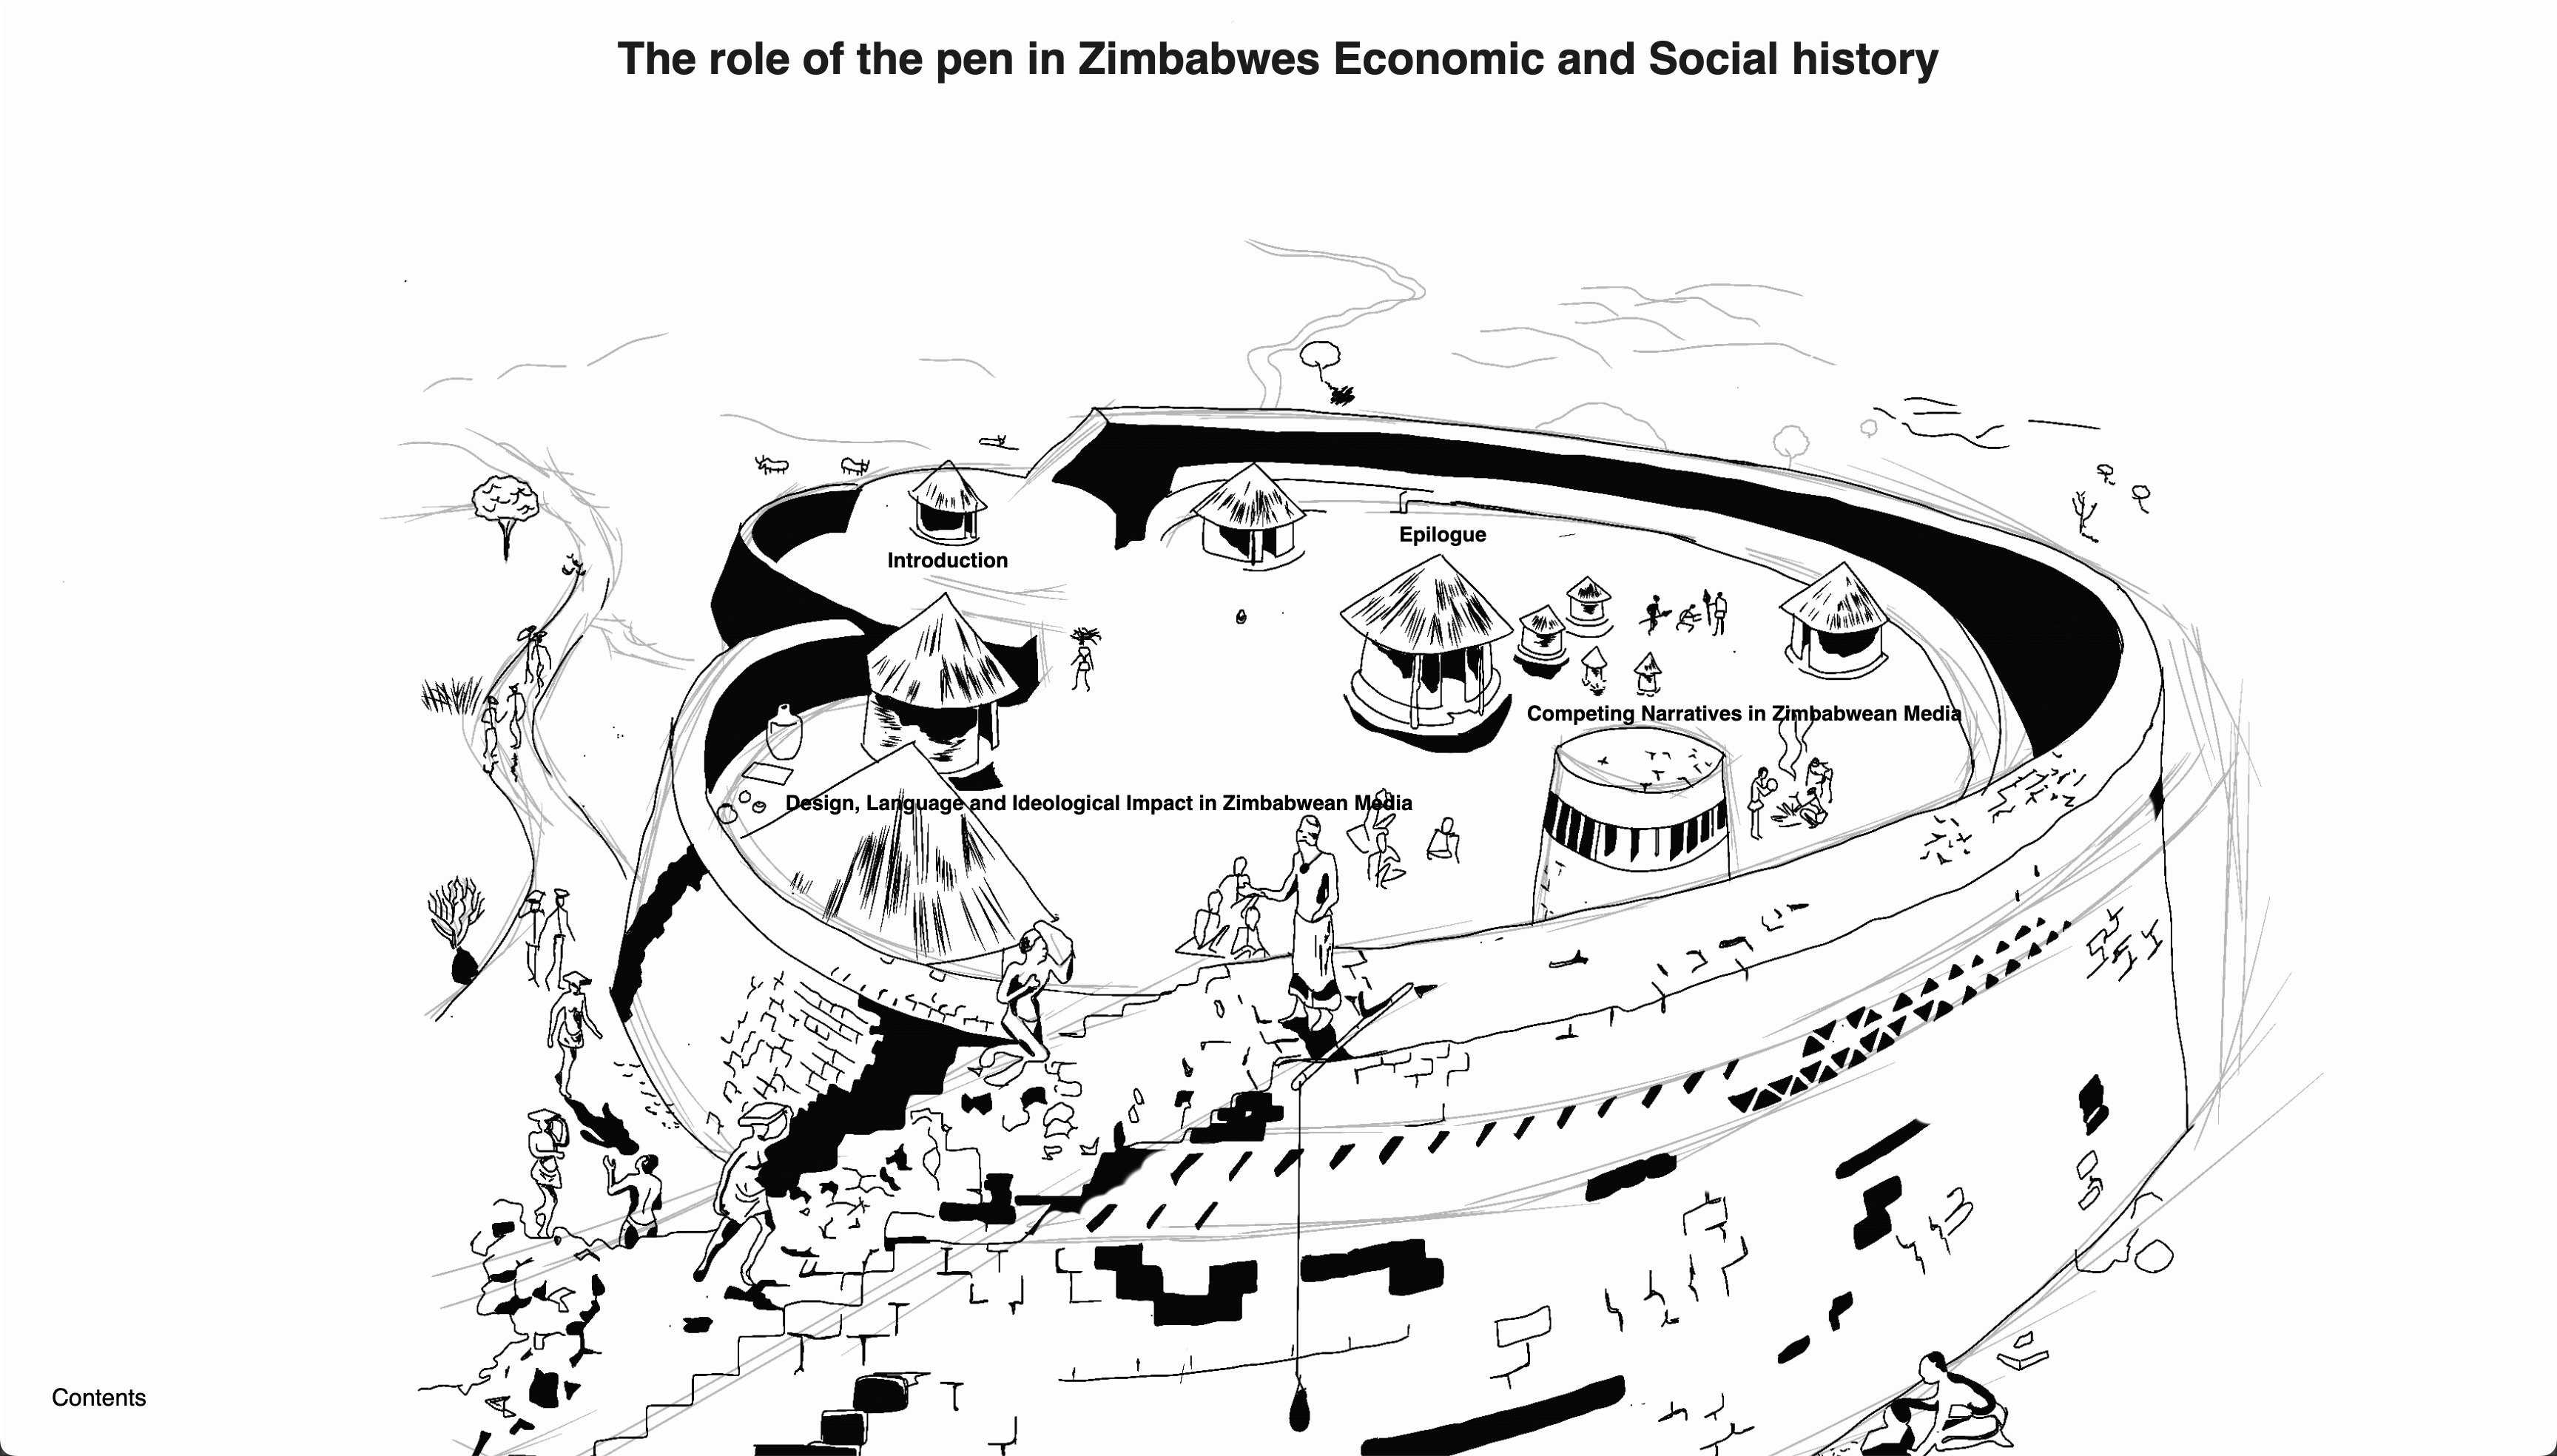 The role of the pen in Zimbabwes Economic and Social history
Epilogue
Introduction
Competing Narratives in Zimbabwean Media
Design, Language and Ideological Impact in Zimbabwean Media
Contents